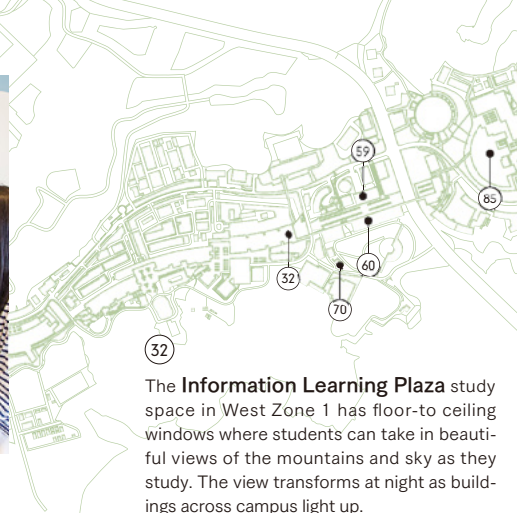 59
85
32
60
70
32
The Information Learning Plaza study
space in West Zone 1 has floor-to ceiling
windows where students can take in beauti-
ful views of the mountains and sky as they
study. The view transforms at night as build-
ings across campus light up.